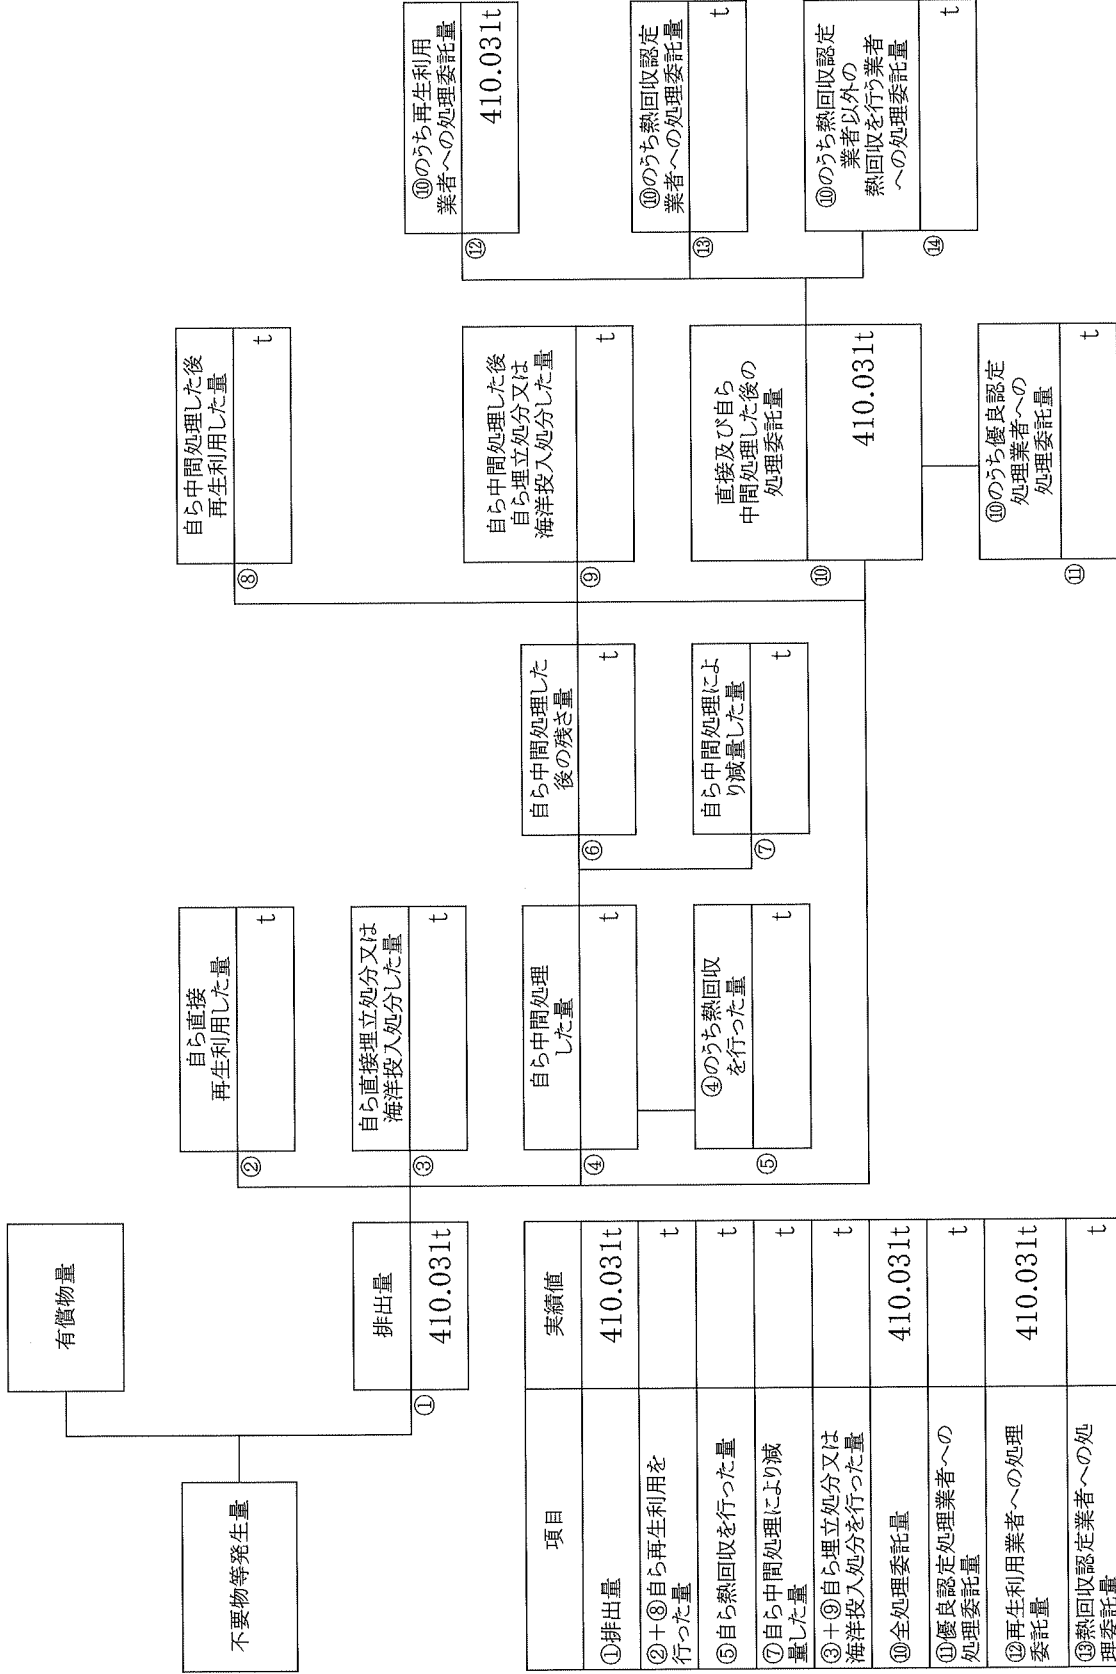 不要物等発生量
有償物量
排出量
①
410.031t
自ら直接
再生利用した量
②
t
自ら直接埋立処分又は
海洋投入処分した量
③
t
自ら中間処理
した量
④
t
④のうち熱回収
を行った量
⑤
t
自ら中間処理した
後の残さ量
⑥
t
自ら中間処理によ
り減量した量
⑦
t
自ら中間処理した後
再生利用した量
⑧
t
自ら中間処理した後
自ら埋立処分又は
海洋投入処分した量
⑨
t
直接及び自ら
中間処理した後の
処理委託量
⑩
410.031t
⑩のうち優良認定
処理業者への
処理委託量
⑪
t
⑩のうち再生利用
業者への処理委託量
⑫
410.031t
⑩のうち熱回収認定
業者への処理委託量
⑬
t
⑩のうち熱回収認定
業者以外の
熱回収を行う業者
への処理委託量
⑭
t
項目
実績値
①排出量
410.031t
②+⑧自ら再生利用を
行った量
t
⑤自ら熱回収を行った量
t
⑦自ら中間処理により減
量した量
t
③+⑨自ら埋立処分又は
海洋投入処分を行った量
t
⑩全処理委託量
410.031t
⑪優良認定処理業者への
処理委託量
t
⑫再生利用業者への処理
委託量
410.031t
⑬熱回収認定業者への処
理委託量
t